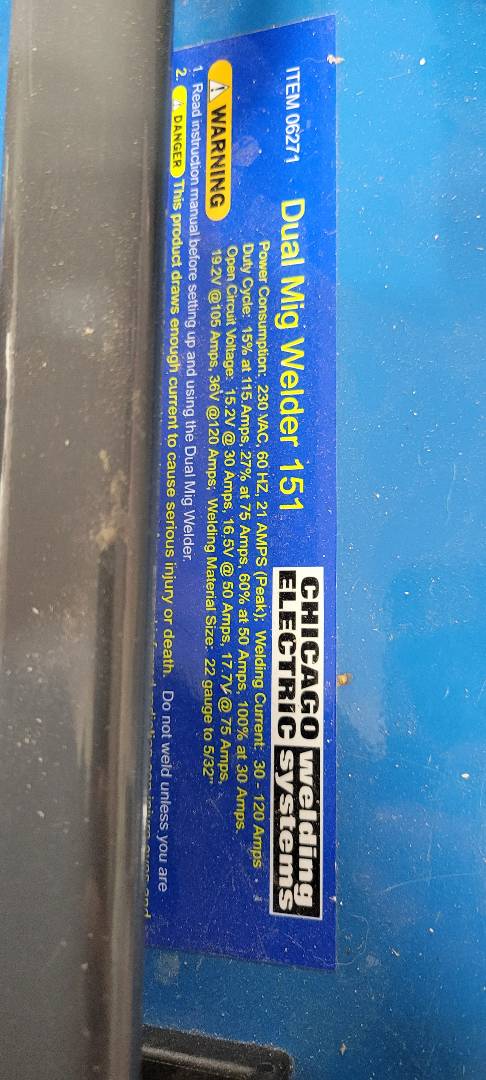 ITEM 06271
Dual Mig Welder 151
CHICAGO welding
ELECTRIC systems
Power Consumption: 230 VAC, 60 HZ, 21 AMPS (Peak); Welding Current: 30 - 120 Amps
Duty Cycle: 15% at 115 Amps, 27% at 75 Amps, 60% at 50 Amps, 100% at 30 Amps.
Open Circuit Voltage: 15.2V @ 30 Amps, 16.5V @ 50 Amps, 17.7V @ 75 Amps,
19.2V @105 Amps, 36V @120 Amps; Welding Material Size: 22 gauge to 5/32"
WARNING
1. Read instruction manual before setting up and using the Dual Mig Welder.
2. DANGER This product draws enough current to cause serious injury or death. Do not weld unless you are